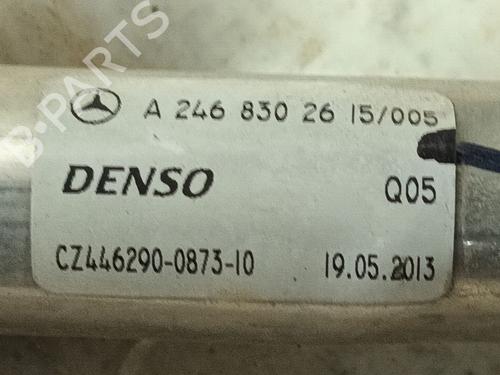 B-PARTS
A 246 830 26 15/005
DENSO
Q05
CZ446290-0873-10
19.05.2013